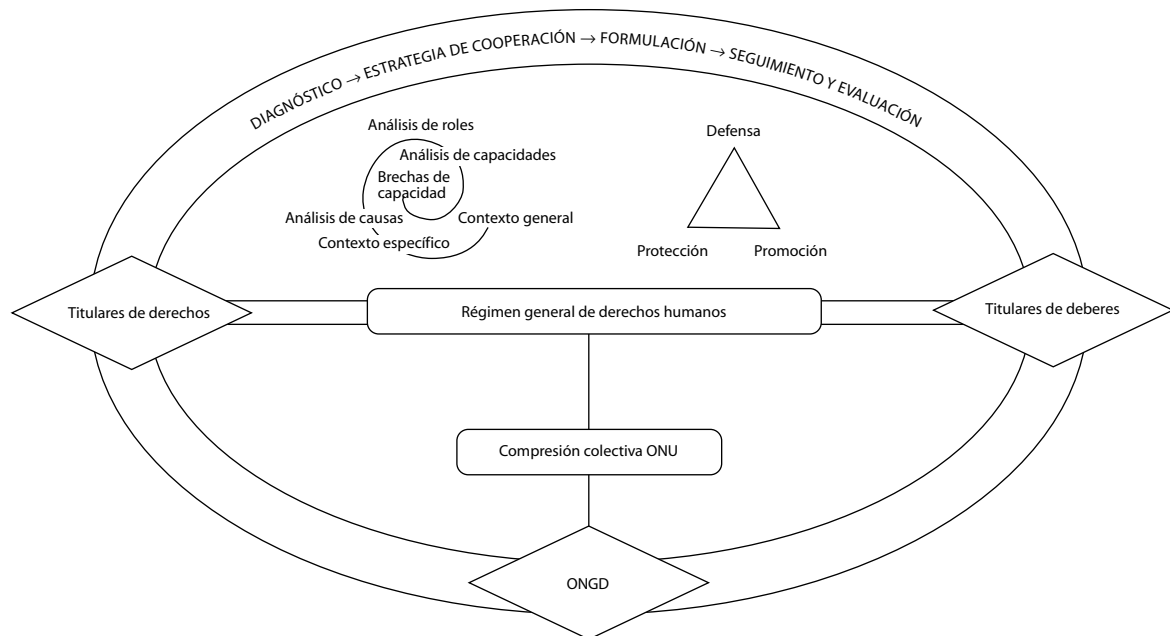 DIAGNÓSTICO → ESTRATEGIA DE COOPERACIÓN → FORMULACIÓN → SEGUIMIENTO Y EVALUACIÓN
Análisis de roles
Análisis de capacidades
Brechas de
capacidad
Análisis de causas
Contexto general
Contexto específico
Defensa
Protección
Promoción
Titulares de derechos
Régimen general de derechos humanos
Titulares de deberes
Compresión colectiva ONU
ONGD